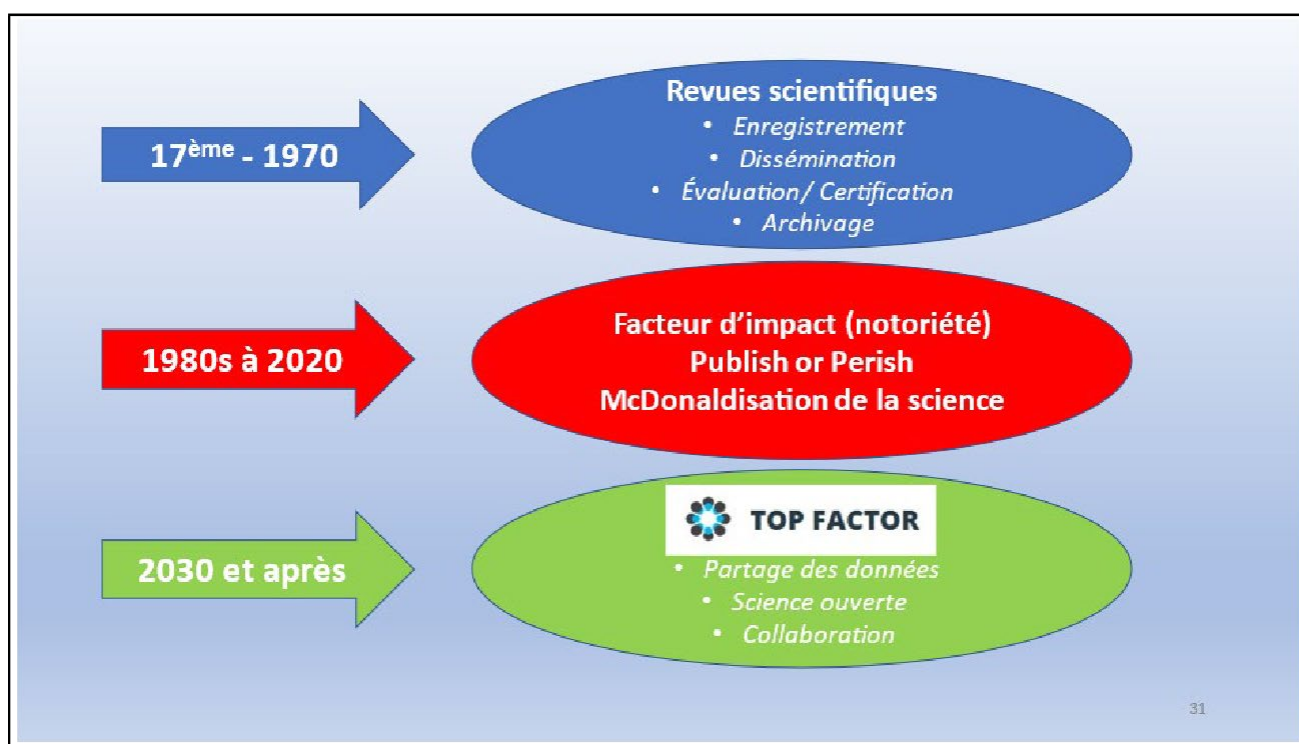 17ème - 1970
Revues scientifiques
• Enregistrement
• Dissémination
• Évaluation/ Certification
• Archivage
1980s à 2020
Facteur d'impact (notoriété)
Publish or Perish
McDonaldisation de la science
2030 et après
TOP FACTOR
• Partage des données
• Science ouverte
• Collaboration
31